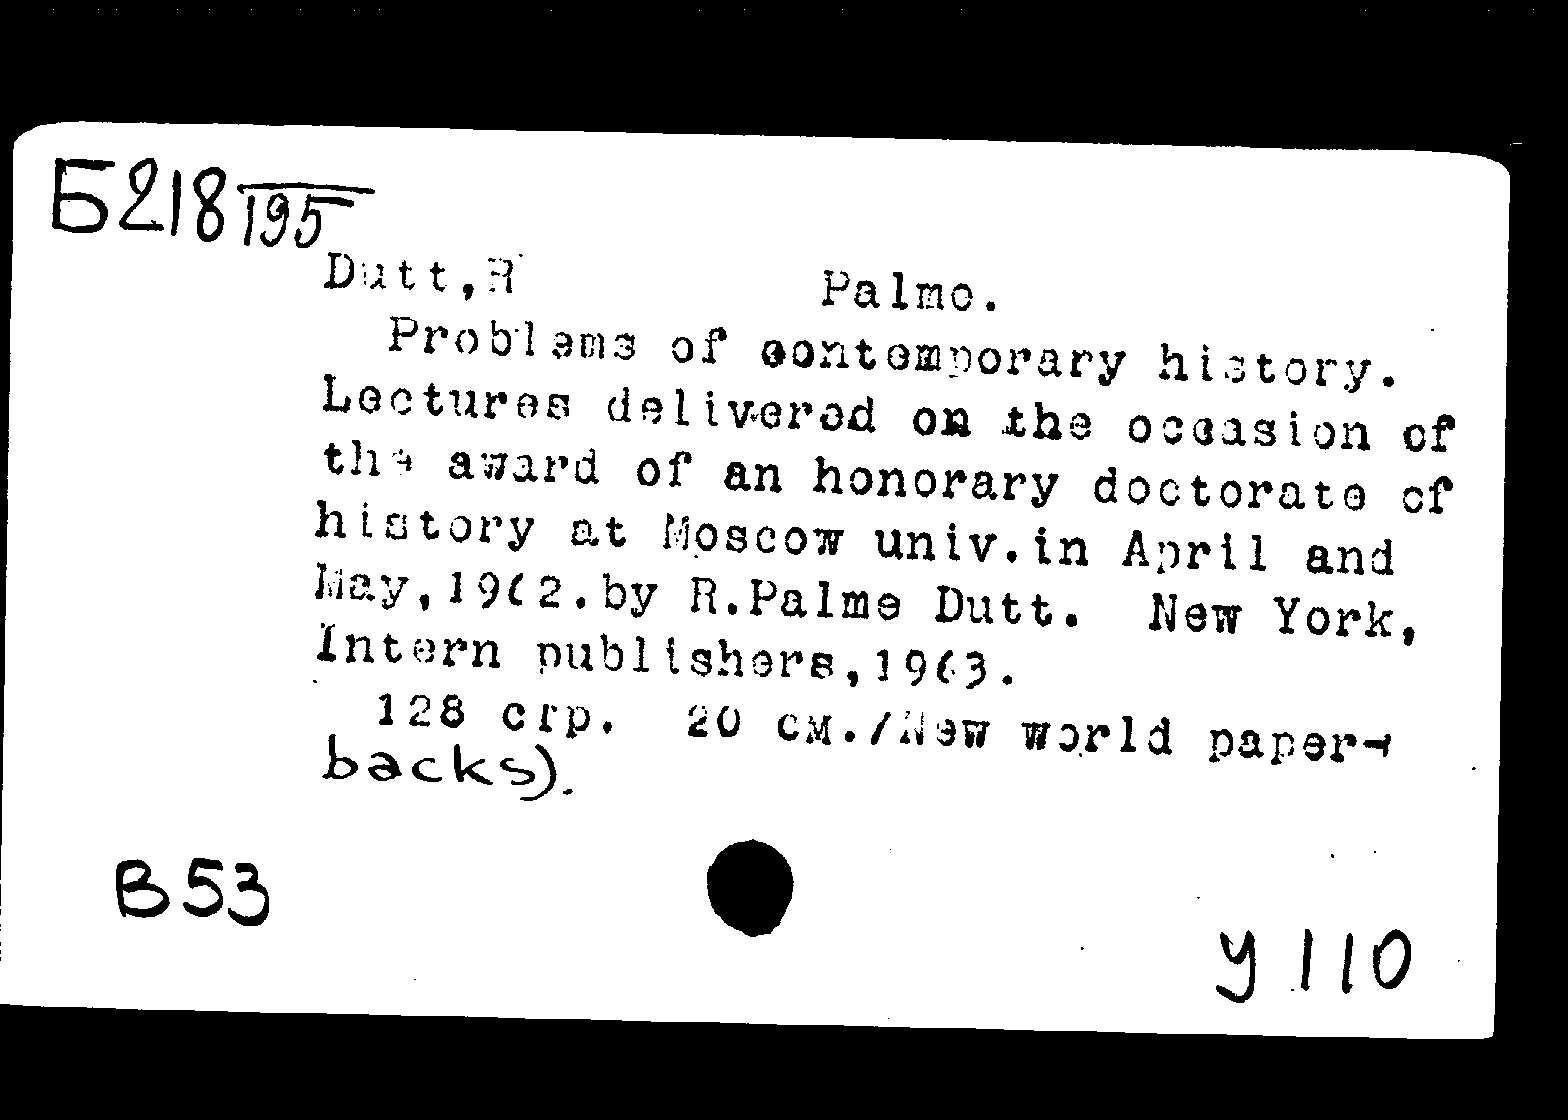 Б218/195
Dutt,R Palme.
Problems of contemporary history.
Lectures delivered on the occasion of
the award of an honorary doctorate of
history at Moscow univ.in April and
May,1962.by R.Palme Dutt. New York,
Intern publishers,1963.
128 стр. 20 см./New world paper-
backs).
В53
У 110